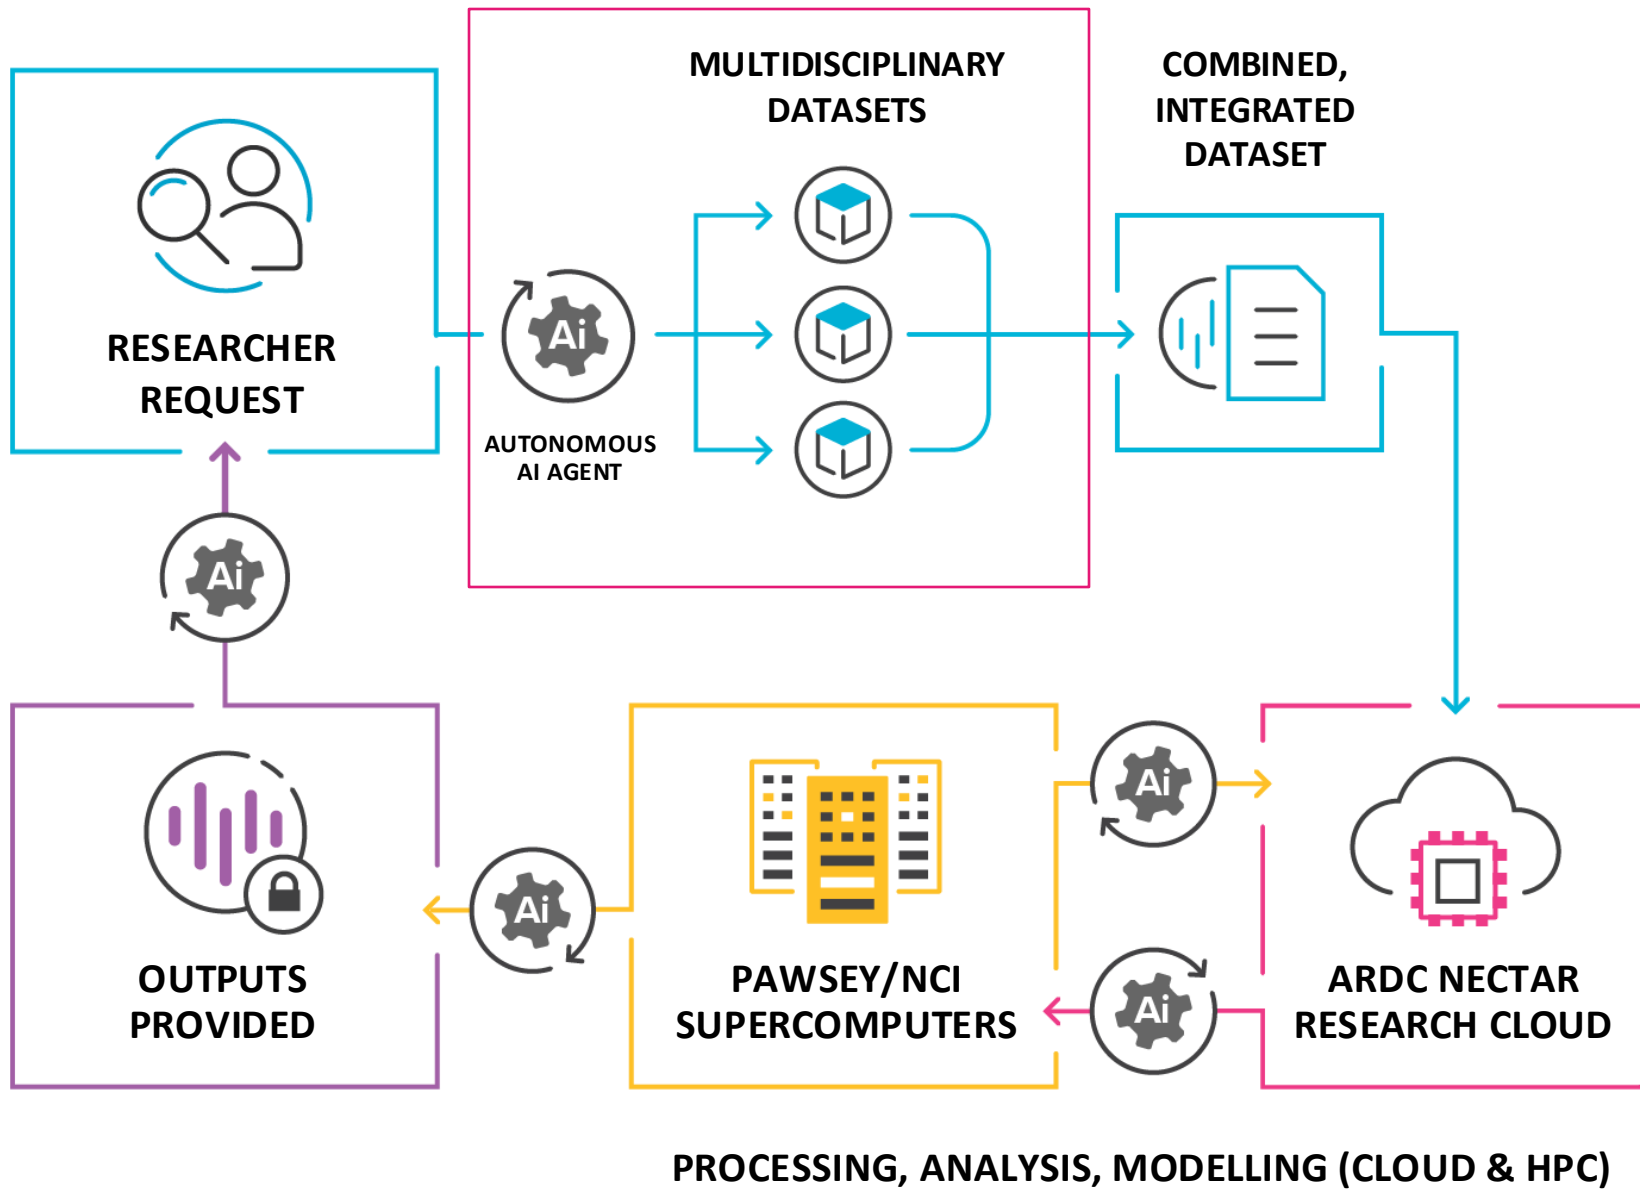 MULTIDISCIPLINARY
DATASETS
COMBINED,
INTEGRATED
DATASET
RESEARCHER
REQUEST
Ai
AUTONOMOUS
AI AGENT
Ai
OUTPUTS
PROVIDED
Ai
PAWSEY/NCI
SUPERCOMPUTERS
Ai
Ai
ARDC NECTAR
RESEARCH CLOUD
PROCESSING, ANALYSIS, MODELLING (CLOUD & HPC)